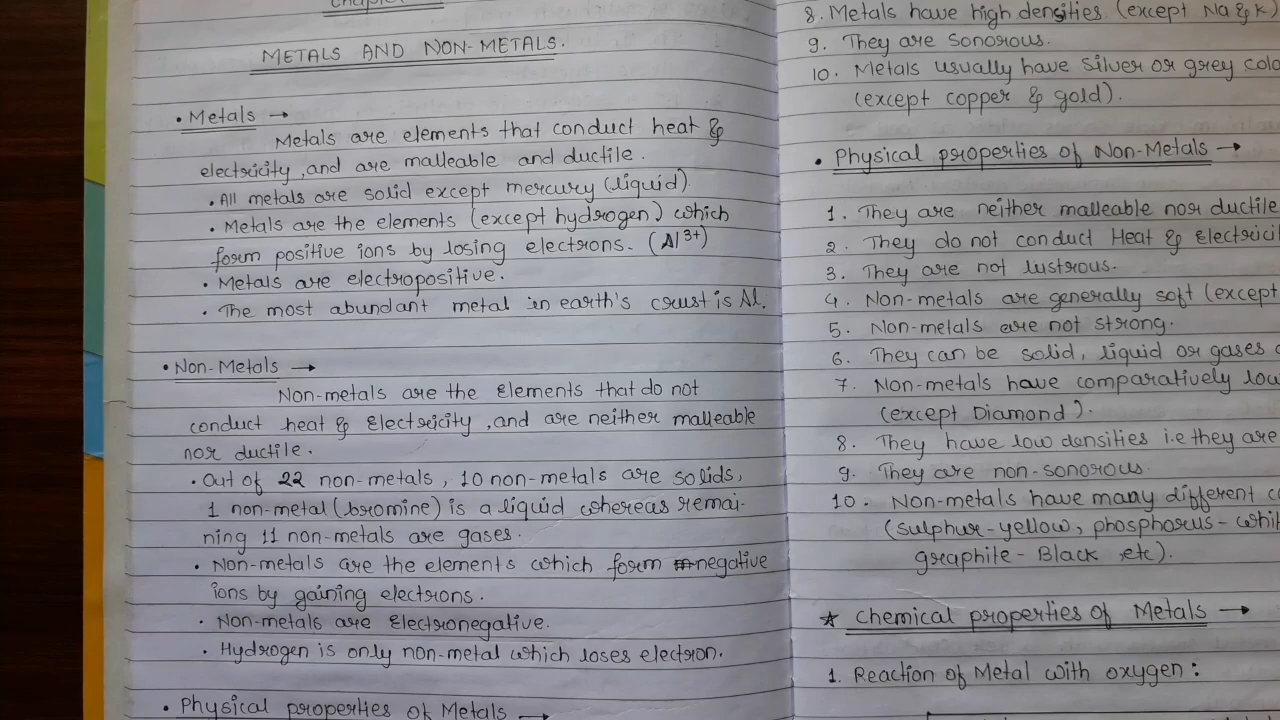 Chapter
METALS AND NON-METALS.
• Metals →
Metals are elements that conduct heat &
electricity, and are malleable and ductile.
• All metals are solid except mercury (liquid).
• Metals are the elements (except hydrogen) which
form positive ions by losing electrons. (Al³⁺)
• Metals are electropositive.
• The most abundant metal in earth's crust is Al.
• Non-Metals →
Non-metals are the Elements that do not
conduct heat & Electricity, and are neither malleable
nor ductile.
• Out of 22 non-metals, 10 non-metals are solids,
1 non-metal (bromine) is a liquid whereas remai-
ning 11 non-metals are gases.
• Non-metals are the elements which form negative
ions by gaining electrons.
• Non-metals are Electronegative.
• Hydrogen is only non-metal which loses electron.
• Physical properties of Metals →
8. Metals have high densities (except Na & K)
9. They are Sonorous.
10. Metals usually have Silver or grey colo
(except copper & gold).
• Physical properties of Non-Metals →
1. They are neither malleable nor ductile
2. They do not conduct Heat & Electrici
3. They are not lustrous.
4. Non-metals are generally soft (except
5. Non-metals are not strong.
6. They can be solid, liquid or gases
7. Non-metals have comparatively low
(except Diamond).
8. They have low densities i.e they are
9. They are non-sonorous.
10. Non-metals have many different c
(sulphur-yellow, phosphorus-whi
graphite-Black etc).
☆ Chemical properties of Metals →
1. Reaction of Metal with oxygen: